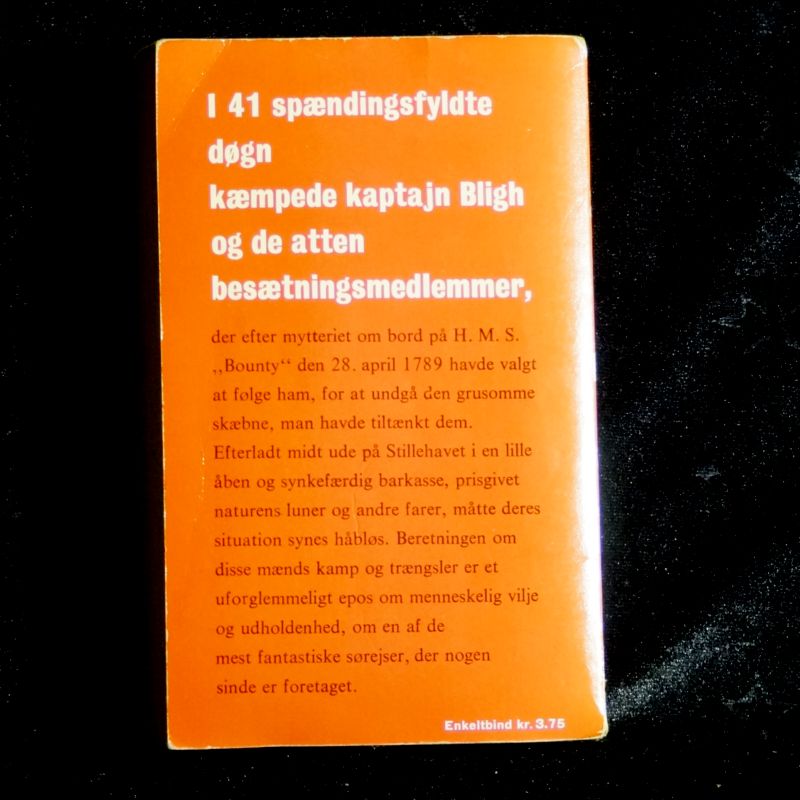 I 41 spændingsfyldte
døgn
kæmpede kaptajn Bligh
og de atten
besætningsmedlemmer,
der efter mytteriet om bord på H. M. S.
„Bounty“ den 28. april 1789 havde valgt
at følge ham, for at undgå den grusomme
skæbne, man havde tiltænkt dem.
Efterladt midt ude på Stillehavet i en lille
åben og synkefærdig barkasse, prisgivet
naturens luner og andre farer, måtte deres
situation synes håbløs. Beretningen om
disse mænds kamp og trængsler er et
uforglemmeligt epos om menneskelig vilje
og udholdenhed, om en af de
mest fantastiske sørejser, der nogen
sinde er foretaget.
Enkeltbind kr. 3.75